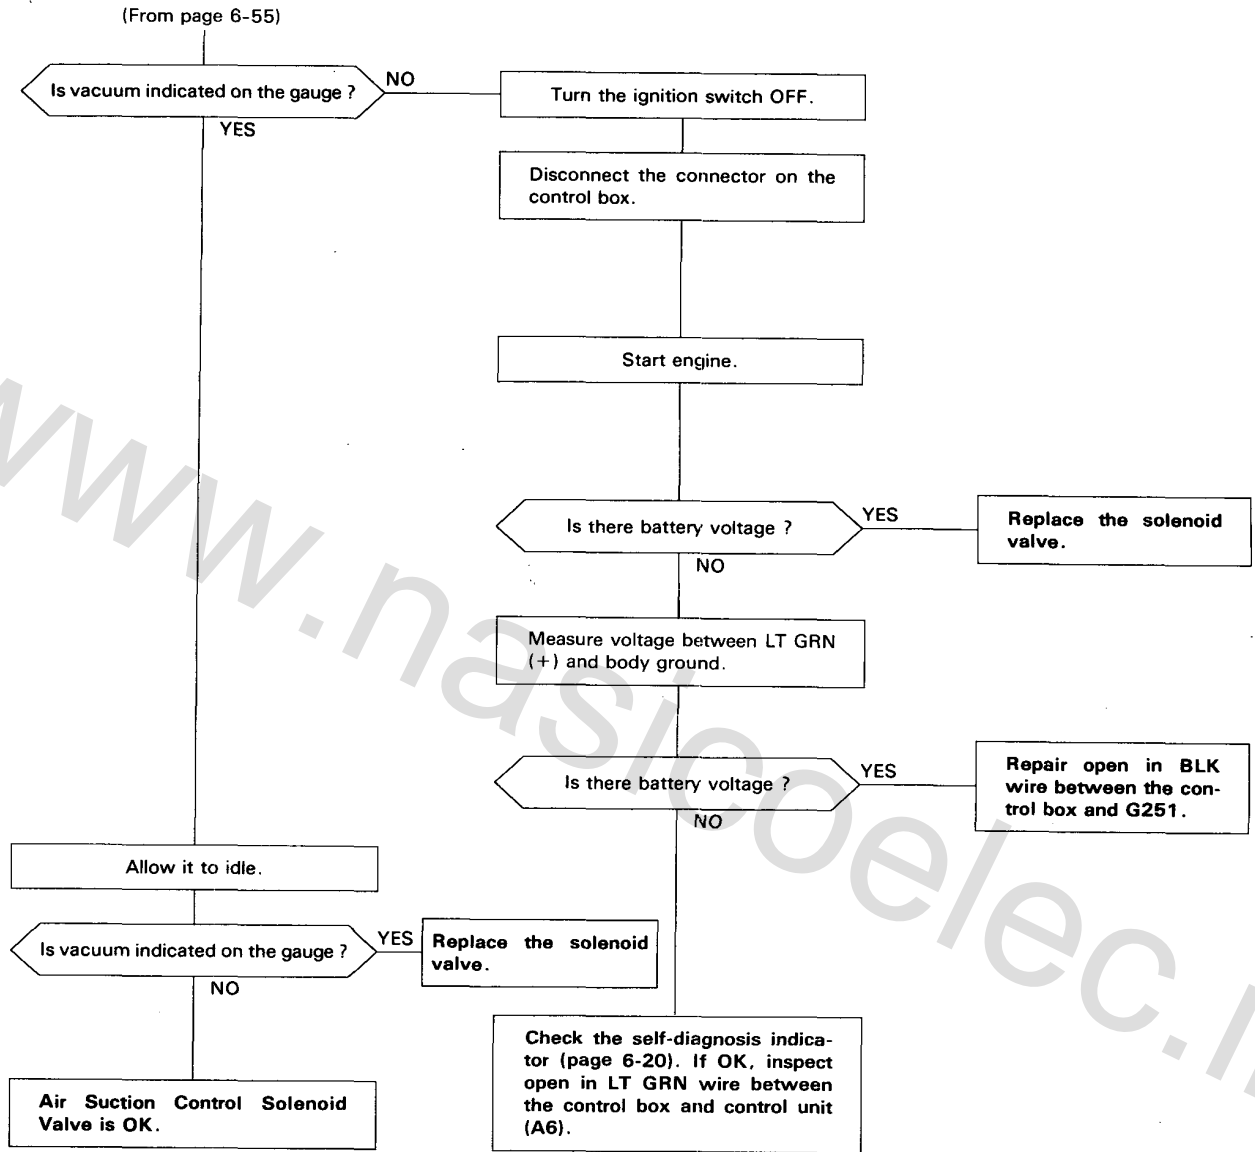 (From page 6-55)
Is vacuum indicated on the gauge ?
NO
YES
Turn the ignition switch OFF.
Disconnect the connector on the
control box.
Start engine.
Is there battery voltage ?
YES
NO
Replace the solenoid
valve.
Measure voltage between LT GRN
(+) and body ground.
Is there battery voltage ?
YES
NO
Repair open in BLK
wire between the con-
trol box and G251.
Allow it to idle.
Is vacuum indicated on the gauge ?
YES
NO
Replace the solenoid
valve.
Air Suction Control Solenoid
Valve is OK.
Check the self-diagnosis indica-
tor (page 6-20). If OK, inspect
open in LT GRN wire between
the control box and control unit
(A6).
www.nasicoelec.